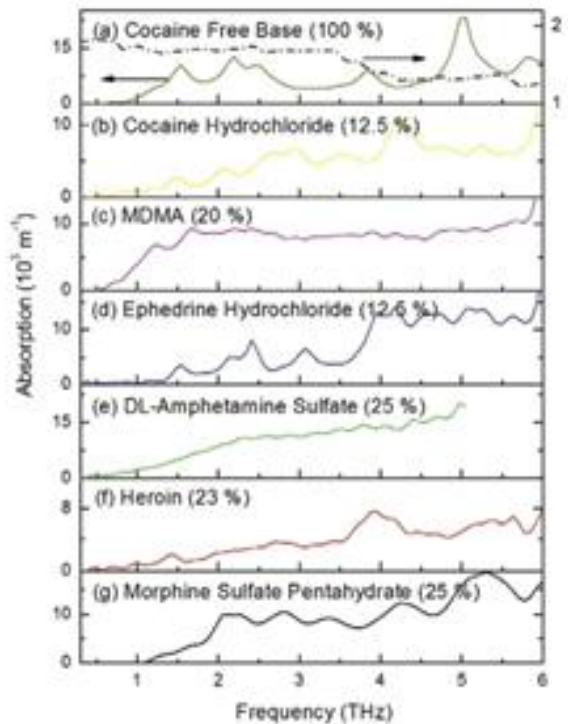 (a) Cocaine Free Base (100 %)
15
0
2
1
(b) Cocaine Hydrochloride (12.5 %)
10
0
(c) MDMA (20 %)
10
0
(d) Ephedrine Hydrochloride (12.5 %)
10
0
(e) DL-Amphetamine Sulfate (25 %)
15
0
(f) Heroin (23 %)
8
0
(g) Morphine Sulfate Pentahydrate (25 %)
10
0
Absorption (10³ m⁻¹)
1 2 3 4 5 6
Frequency (THz)